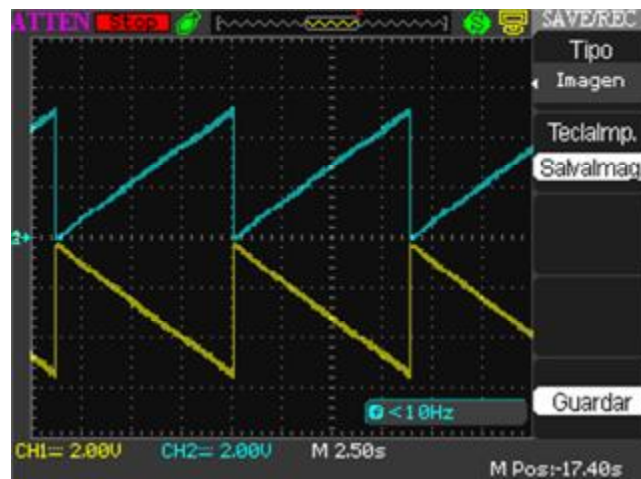 ATTEN Stop S SAVE/REC
Tipo
Imagen
TeclaImp.
SalvaImag
2
<10Hz
Guardar
CH1 2.00V CH2 2.00V M 2.50s
M Pos:-17.40s